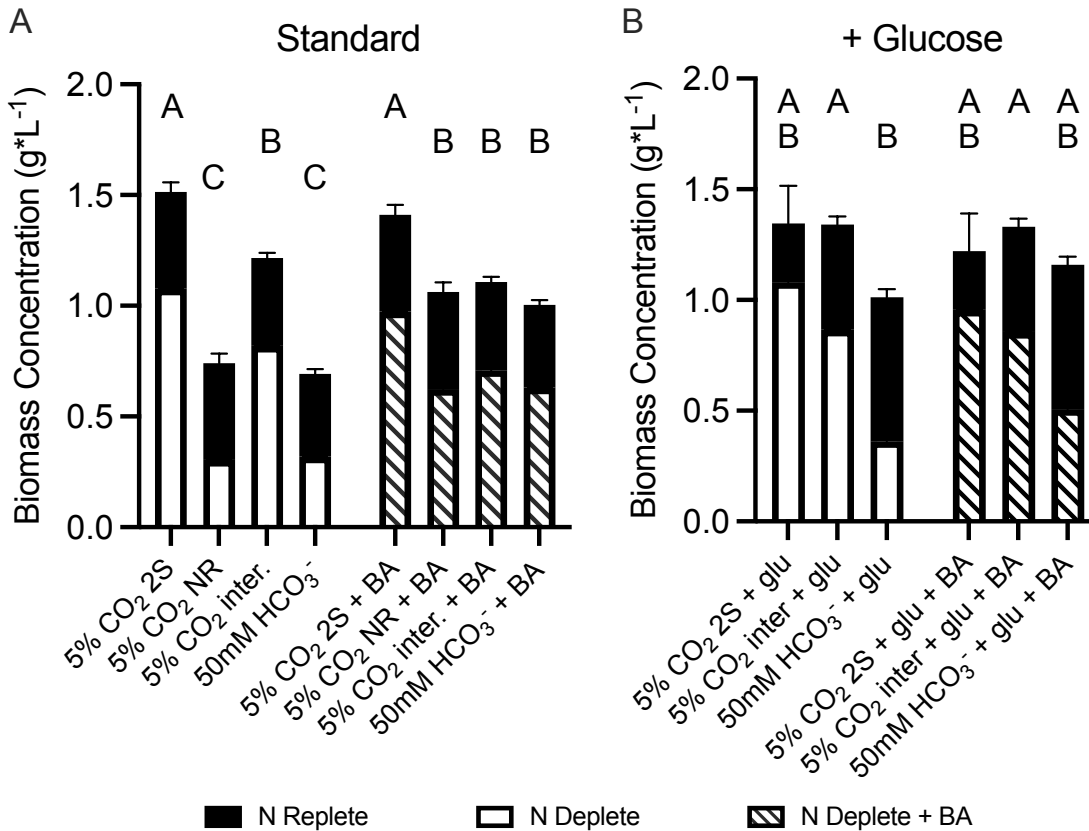 A
Standard
Biomass Concentration (g*L⁻¹)
2.0
1.5
1.0
0.5
0.0
A
C
B
C
A
B
B
B
5% CO₂ 2S
5% CO₂ NR
5% CO₂ inter.
50mM HCO₃⁻
5% CO₂ 2S + BA
5% CO₂ NR + BA
5% CO₂ inter. + BA
50mM HCO₃⁻ + BA
B
+ Glucose
Biomass Concentration (g*L⁻¹)
2.0
1.5
1.0
0.5
0.0
A
B
A
B
A
B
A
A
B
5% CO₂ 2S + glu
5% CO₂ inter + glu
50mM HCO₃⁻ + glu
5% CO₂ 2S + glu + BA
5% CO₂ inter + glu + BA
50mM HCO₃⁻ + glu + BA
N Replete
N Deplete
N Deplete + BA